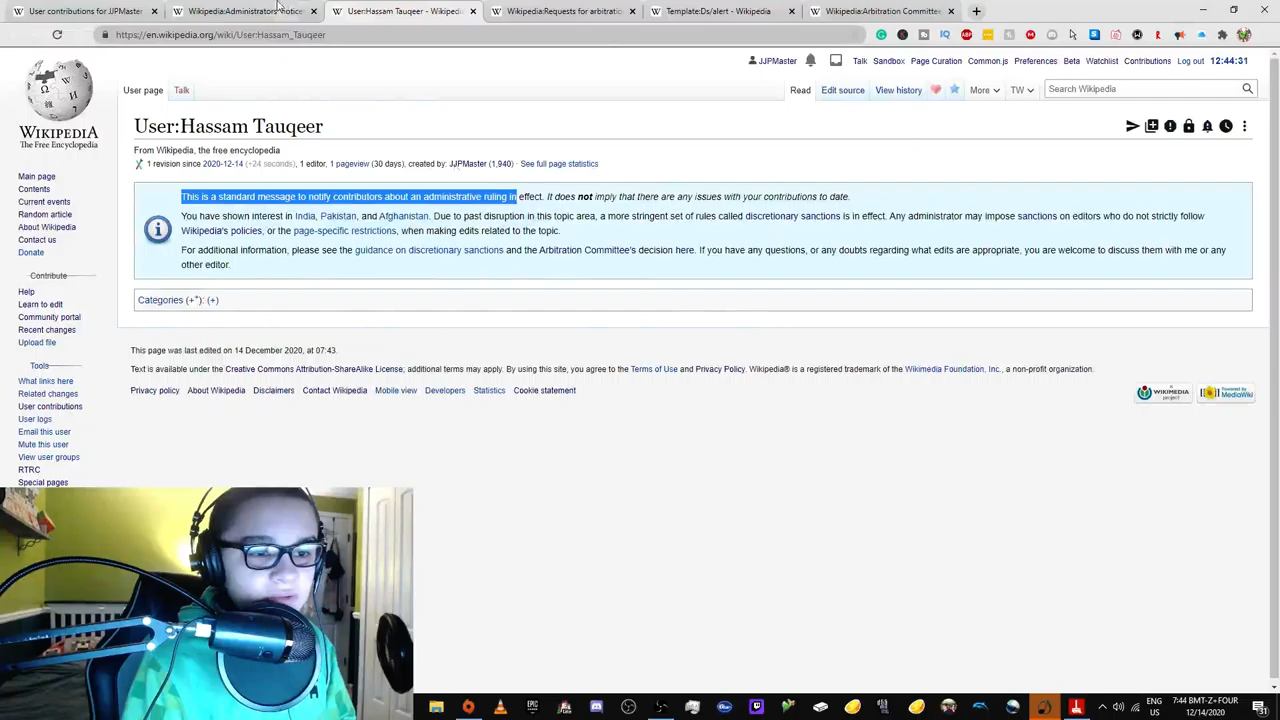 User contributions for JJPMaster
Wikipedia:Administrators' notice
User:Hassam Tauqeer - Wikipedia
Wikipedia:Requests for arbitratio
Template:Ds/alert - Wikipedia
Wikipedia:Arbitration Committee
https://en.wikipedia.org/wiki/User:Hassam_Tauqeer
JJPMaster Talk Sandbox Page Curation Common.js Preferences Beta Watchlist Contributions Log out 12:44:31
User page Talk Read Edit source View history More TW Search Wikipedia
WIKIPEDIA
The Free Encyclopedia
Main page
Contents
Current events
Random article
About Wikipedia
Contact us
Donate
Contribute
Help
Learn to edit
Community portal
Recent changes
Upload file
Tools
What links here
Related changes
User contributions
User logs
Email this user
Mute this user
View user groups
RTRC
Special pages
User:Hassam Tauqeer
From Wikipedia, the free encyclopedia
1 revision since 2020-12-14 (+24 seconds), 1 editor, 1 pageview (30 days), created by: JJPMaster (1,940) · See full page statistics
This is a standard message to notify contributors about an administrative ruling in effect. It does not imply that there are any issues with your contributions to date.
You have shown interest in India, Pakistan, and Afghanistan. Due to past disruption in this topic area, a more stringent set of rules called discretionary sanctions is in effect. Any administrator may impose sanctions on editors who do not strictly follow
Wikipedia's policies, or the page-specific restrictions, when making edits related to the topic.
For additional information, please see the guidance on discretionary sanctions and the Arbitration Committee's decision here. If you have any questions, or any doubts regarding what edits are appropriate, you are welcome to discuss them with me or any
other editor.
Categories (+⁺): (+)
This page was last edited on 14 December 2020, at 07:43.
Text is available under the Creative Commons Attribution-ShareAlike License; additional terms may apply. By using this site, you agree to the Terms of Use and Privacy Policy. Wikipedia® is a registered trademark of the Wikimedia Foundation, Inc., a non-profit organization.
Privacy policy About Wikipedia Disclaimers Contact Wikipedia Mobile view Developers Statistics Cookie statement
A WIKIMEDIA project
Powered by MediaWiki
ENG
US
7:44 BMT-Z+FOUR
12/14/2020